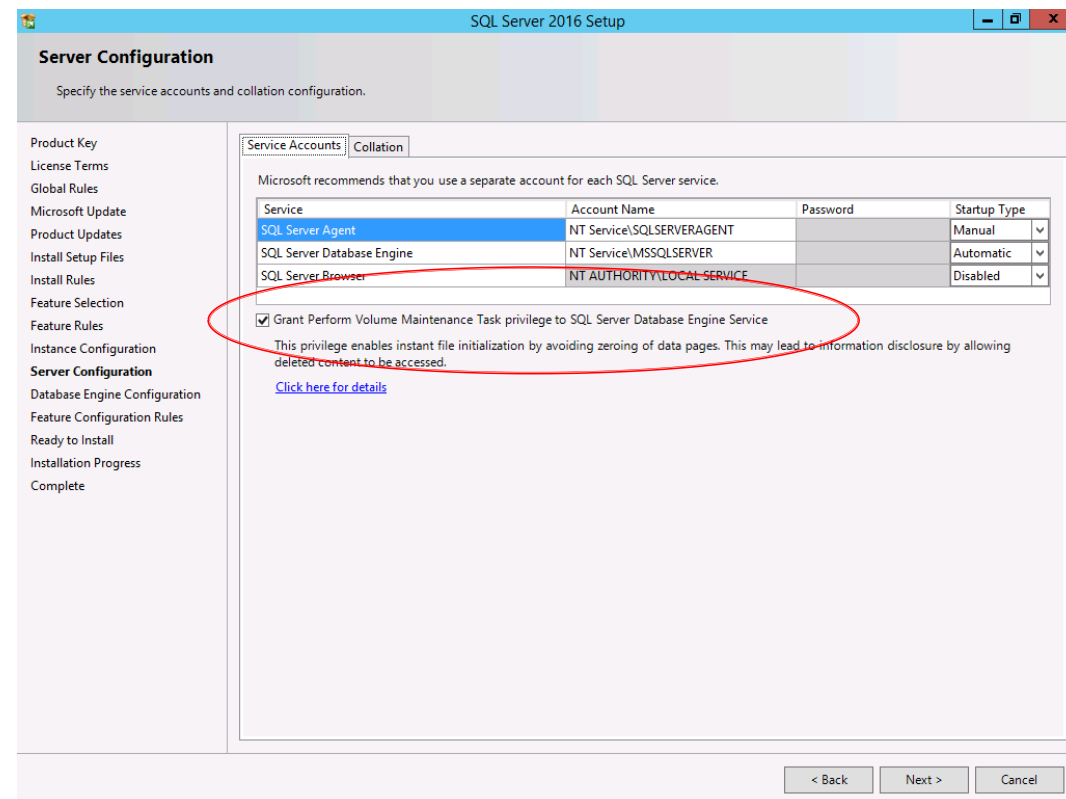 SQL Server 2016 Setup
Server Configuration
Specify the service accounts and collation configuration.
Product Key
License Terms
Global Rules
Microsoft Update
Product Updates
Install Setup Files
Install Rules
Feature Selection
Feature Rules
Instance Configuration
Server Configuration
Database Engine Configuration
Feature Configuration Rules
Ready to Install
Installation Progress
Complete
Service Accounts Collation
Microsoft recommends that you use a separate account for each SQL Server service.
Service Account Name Password Startup Type
SQL Server Agent NT Service\SQLSERVERAGENT Manual
SQL Server Database Engine NT Service\MSSQLSERVER Automatic
SQL Server Browser NT AUTHORITY\LOCAL SERVICE Disabled
Grant Perform Volume Maintenance Task privilege to SQL Server Database Engine Service
This privilege enables instant file initialization by avoiding zeroing of data pages. This may lead to information disclosure by allowing
deleted content to be accessed.
Click here for details
< Back Next > Cancel